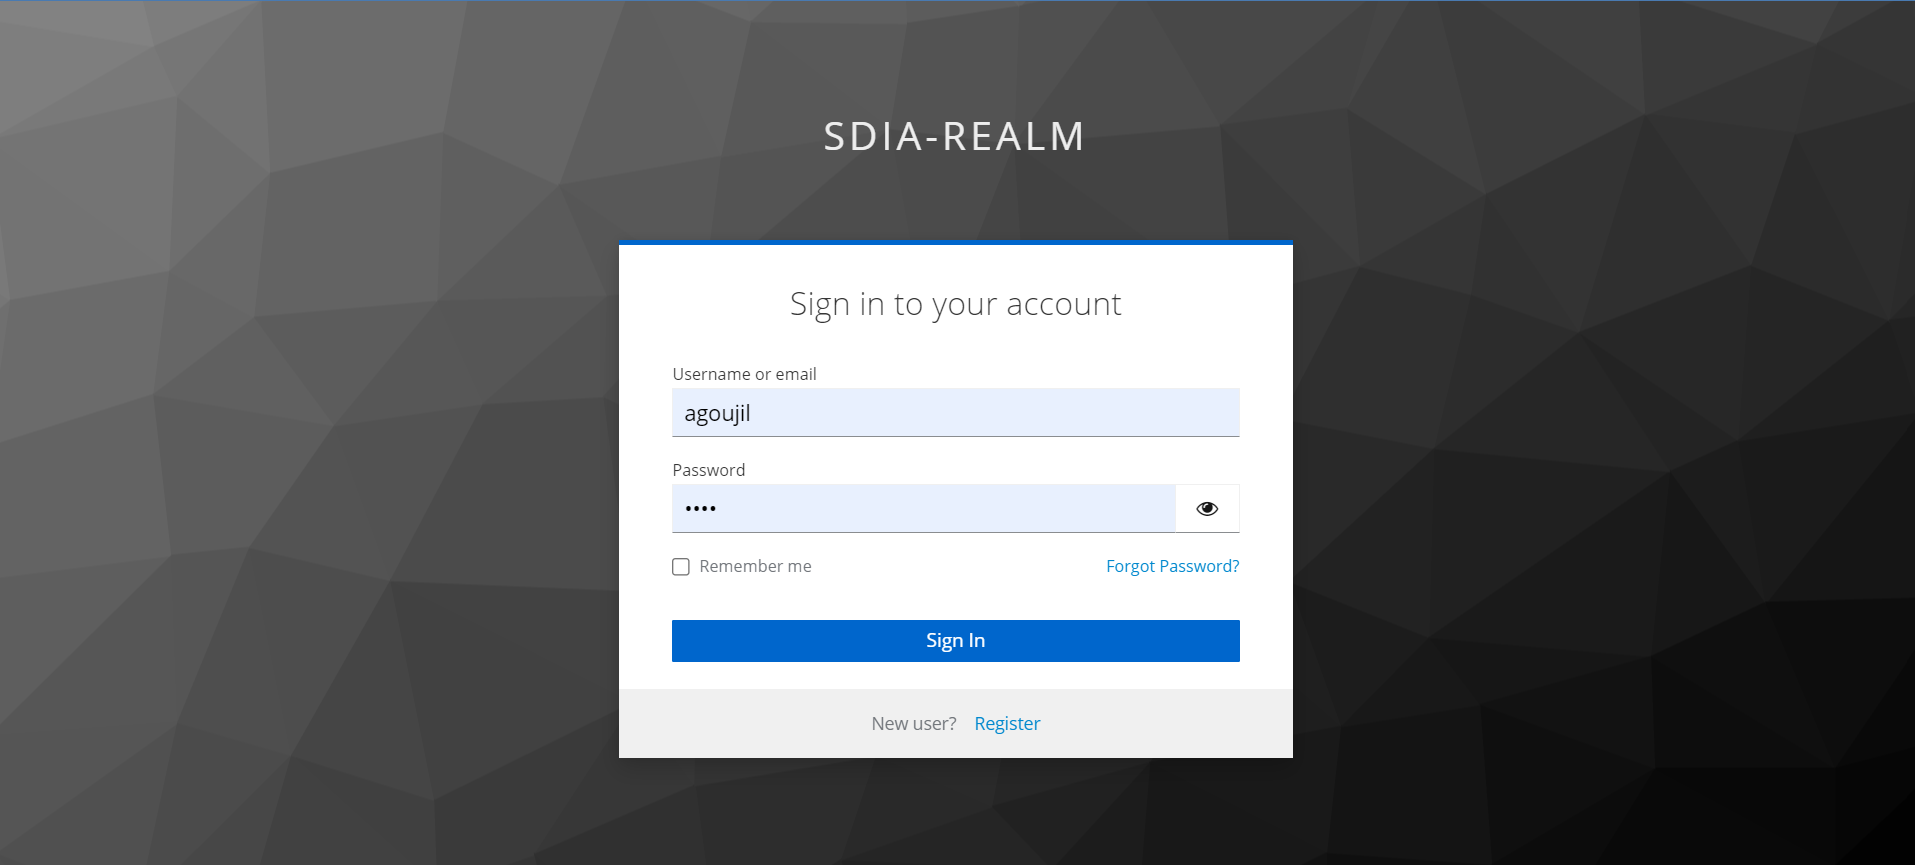 SDIA-REALM
Sign in to your account
Username or email
agoujil
Password
••••
Remember me
Forgot Password?
Sign In
New user? Register